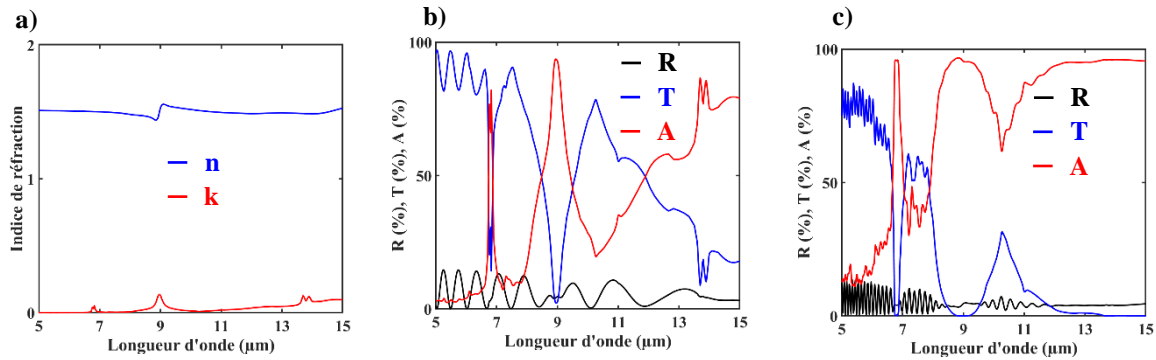 a)
2
1
0
5 7 9 11 13 15
Indice de réfraction
Longueur d'onde (µm)
n
k
b)
100
50
0
5 7 9 11 13 15
R (%), T (%), A (%)
Longueur d'onde (µm)
R
T
A
c)
100
50
0
5 7 9 11 13 15
R (%), T (%), A (%)
Longueur d'onde (µm)
R
T
A